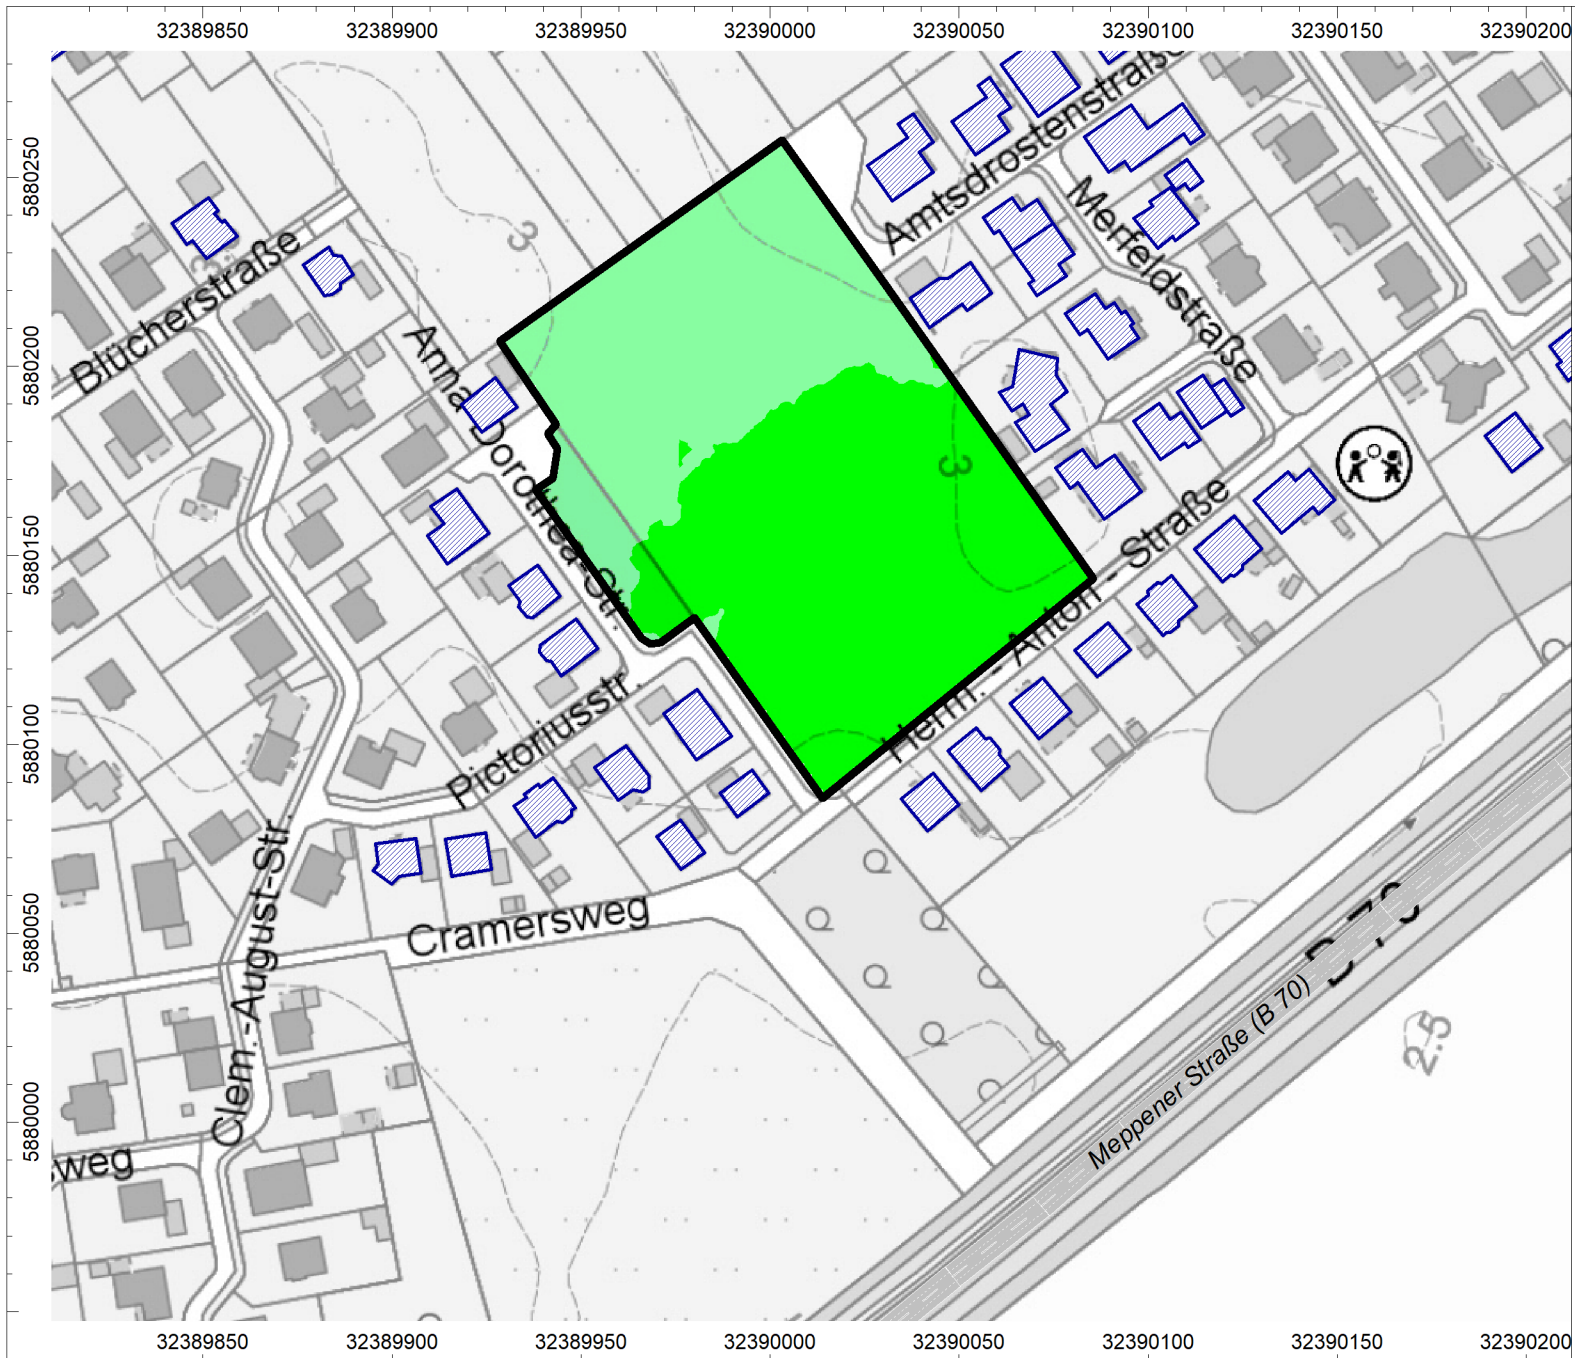 32389850 32389900 32389950 32390000 32390050 32390100 32390150 32390200
5880250
5880200
5880150
5880100
5880050
5880000
Amtsdrostenstraße
Merfeldstraße
Blücherstraße
Anna-Dorothea-Str.
3
3
Herm. - Anton - Straße
Pictoriusstr.
Clem.-August-Str.
Cramersweg
B 70
Meppener Straße (B 70)
2.5
sweg
32389850 32389900 32389950 32390000 32390050 32390100 32390150 32390200